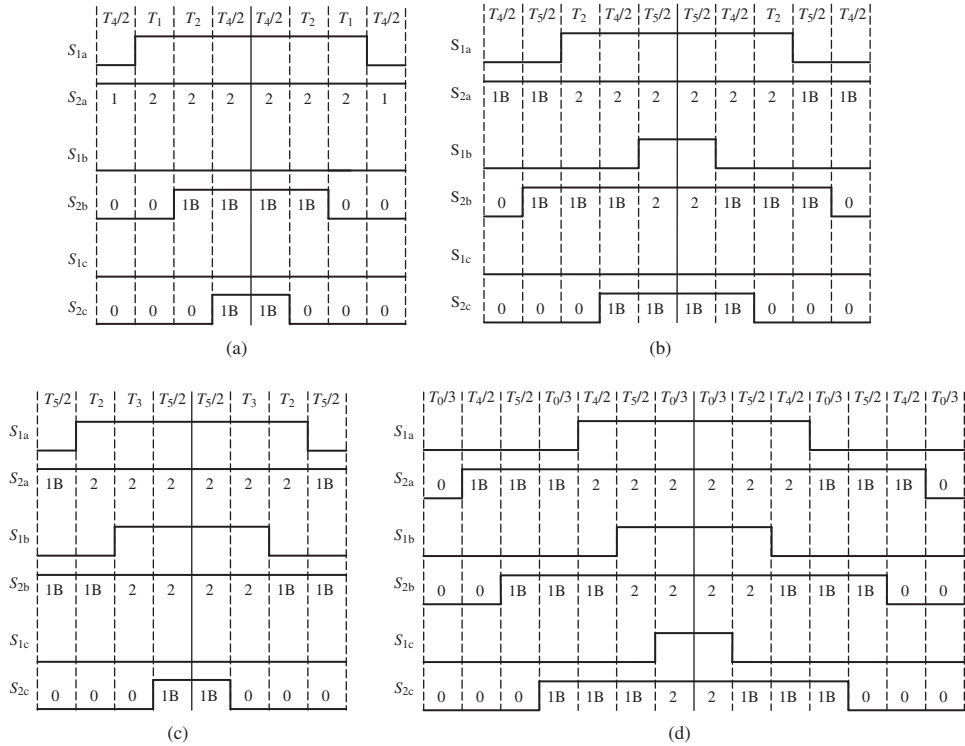 T4/2 T1 T2 T4/2 T4/2 T2 T1 T4/2
S1a
S2a 1 2 2 2 2 2 2 1
S1b
S2b 0 0 1B 1B 1B 1B 0 0
S1c
S2c 0 0 0 1B 1B 0 0 0
(a)
T4/2 T5/2 T2 T4/2 T5/2 T5/2 T4/2 T2 T5/2 T4/2
S1a
S2a 1B 1B 2 2 2 2 2 2 1B 1B
S1b
S2b 0 1B 1B 1B 2 2 1B 1B 1B 0
S1c
S2c 0 0 0 1B 1B 1B 1B 0 0 0
(b)
T5/2 T2 T3 T5/2 T5/2 T3 T2 T5/2
S1a
S2a 1B 2 2 2 2 2 2 1B
S1b
S2b 1B 1B 2 2 2 2 1B 1B
S1c
S2c 0 0 0 1B 1B 0 0 0
(c)
T0/3 T4/2 T5/2 T0/3 T4/2 T5/2 T0/3 T0/3 T5/2 T4/2 T0/3 T5/2 T4/2 T0/3
S1a
S2a 0 1B 1B 1B 2 2 2 2 2 2 1B 1B 1B 0
S1b
S2b 0 0 1B 1B 1B 2 2 2 2 1B 1B 1B 0 0
S1c
S2c 0 0 0 1B 1B 1B 2 2 1B 1B 1B 0 0 0
(d)